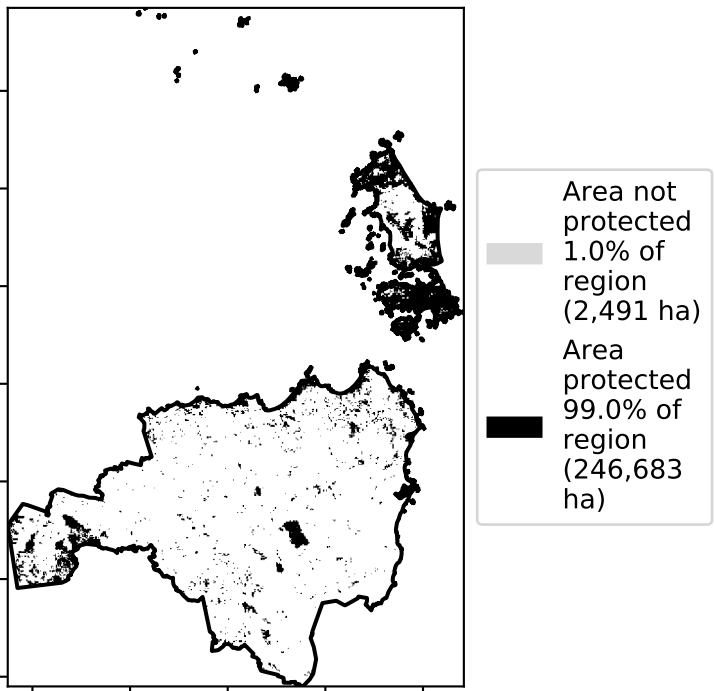 Area not
protected
1.0% of
region
(2,491 ha)
Area
protected
99.0% of
region
(246,683
ha)